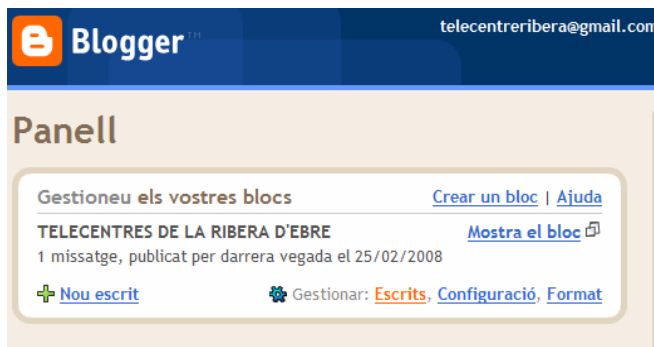 Blogger™
telecentreribera@gmail.com
Panell
Gestioneu els vostres blocs
Crear un bloc | Ajuda
TELECENTRES DE LA RIBERA D'EBRE
Mostra el bloc
1 missatge, publicat per darrera vegada el 25/02/2008
Nou escrit
Gestionar: Escrits, Configuració, Format